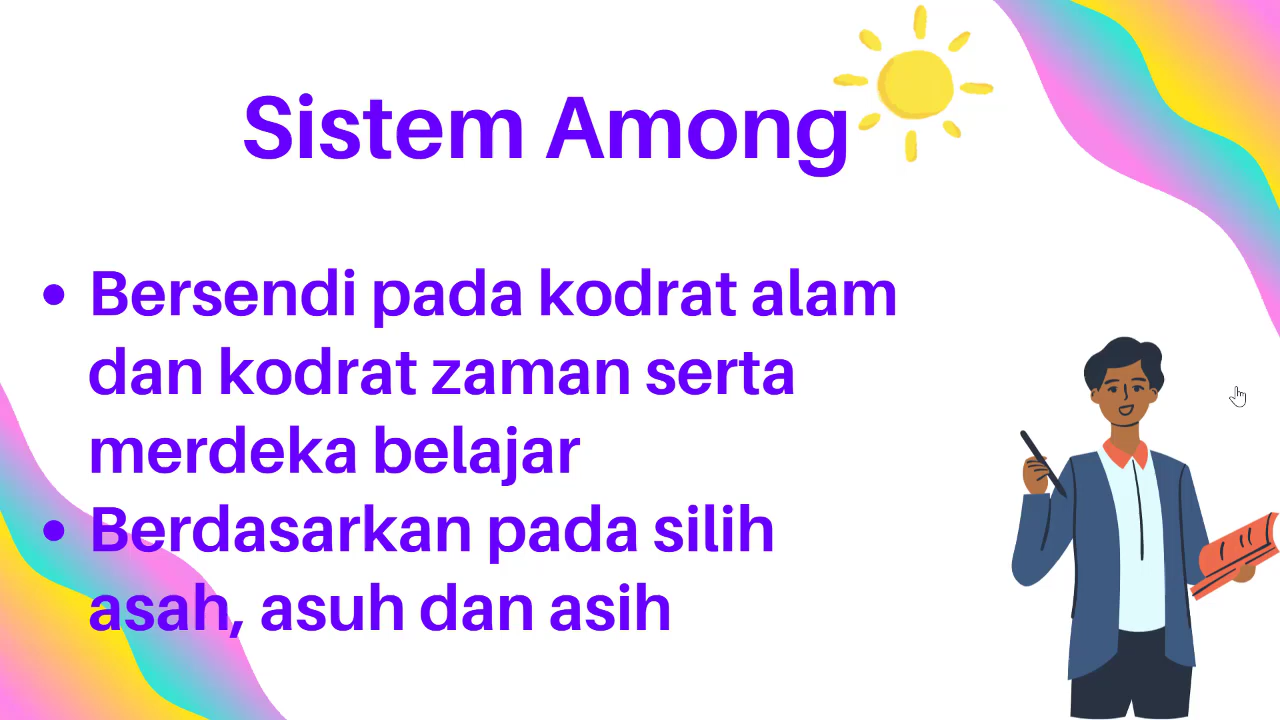 Sistem Among
• Bersendi pada kodrat alam
dan kodrat zaman serta
merdeka belajar
• Berdasarkan pada silih
asah, asuh dan asih